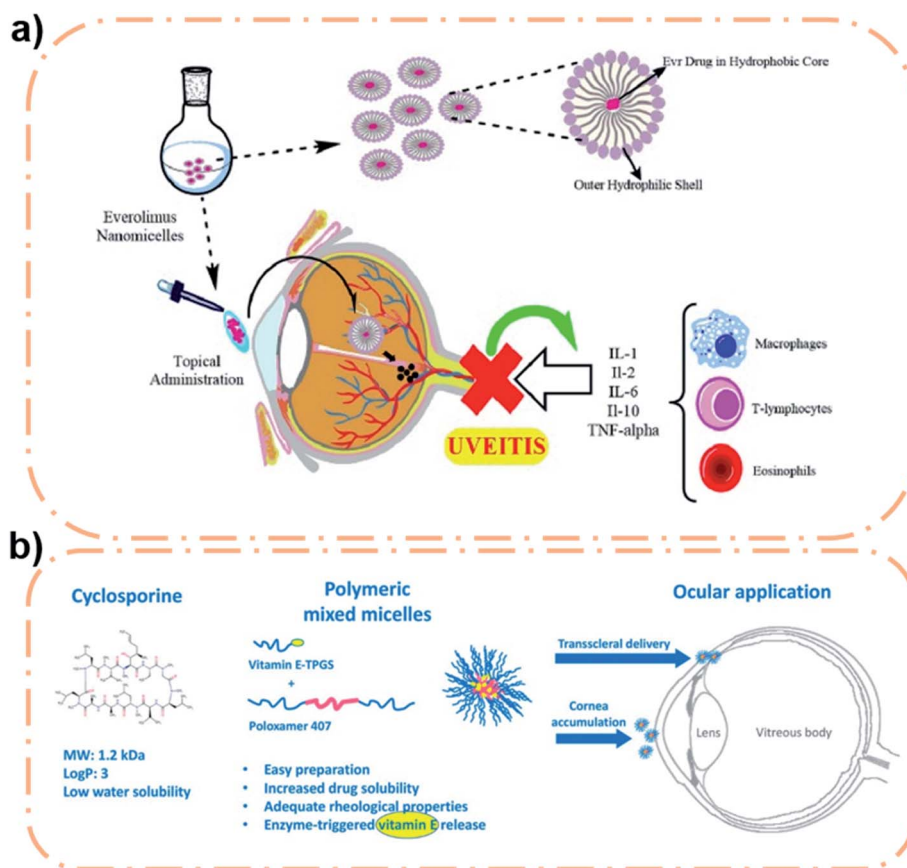 a)
Evr Drug in Hydrophobic Core
Outer Hydrophilic Shell
Everolimus
Nanomicelles
Topical
Administration
UVEITIS
IL-1
Il-2
IL-6
Il-10
TNF-alpha
Macrophages
T-lymphocytes
Eosinophils
b)
Cyclosporine
MW: 1.2 kDa
LogP: 3
Low water solubility
Polymeric
mixed micelles
Vitamin E-TPGS
+
Poloxamer 407
• Easy preparation
• Increased drug solubility
• Adequate rheological properties
• Enzyme-triggered vitamin E release
Ocular application
Transscleral delivery
Cornea
accumulation
Lens
Vitreous body